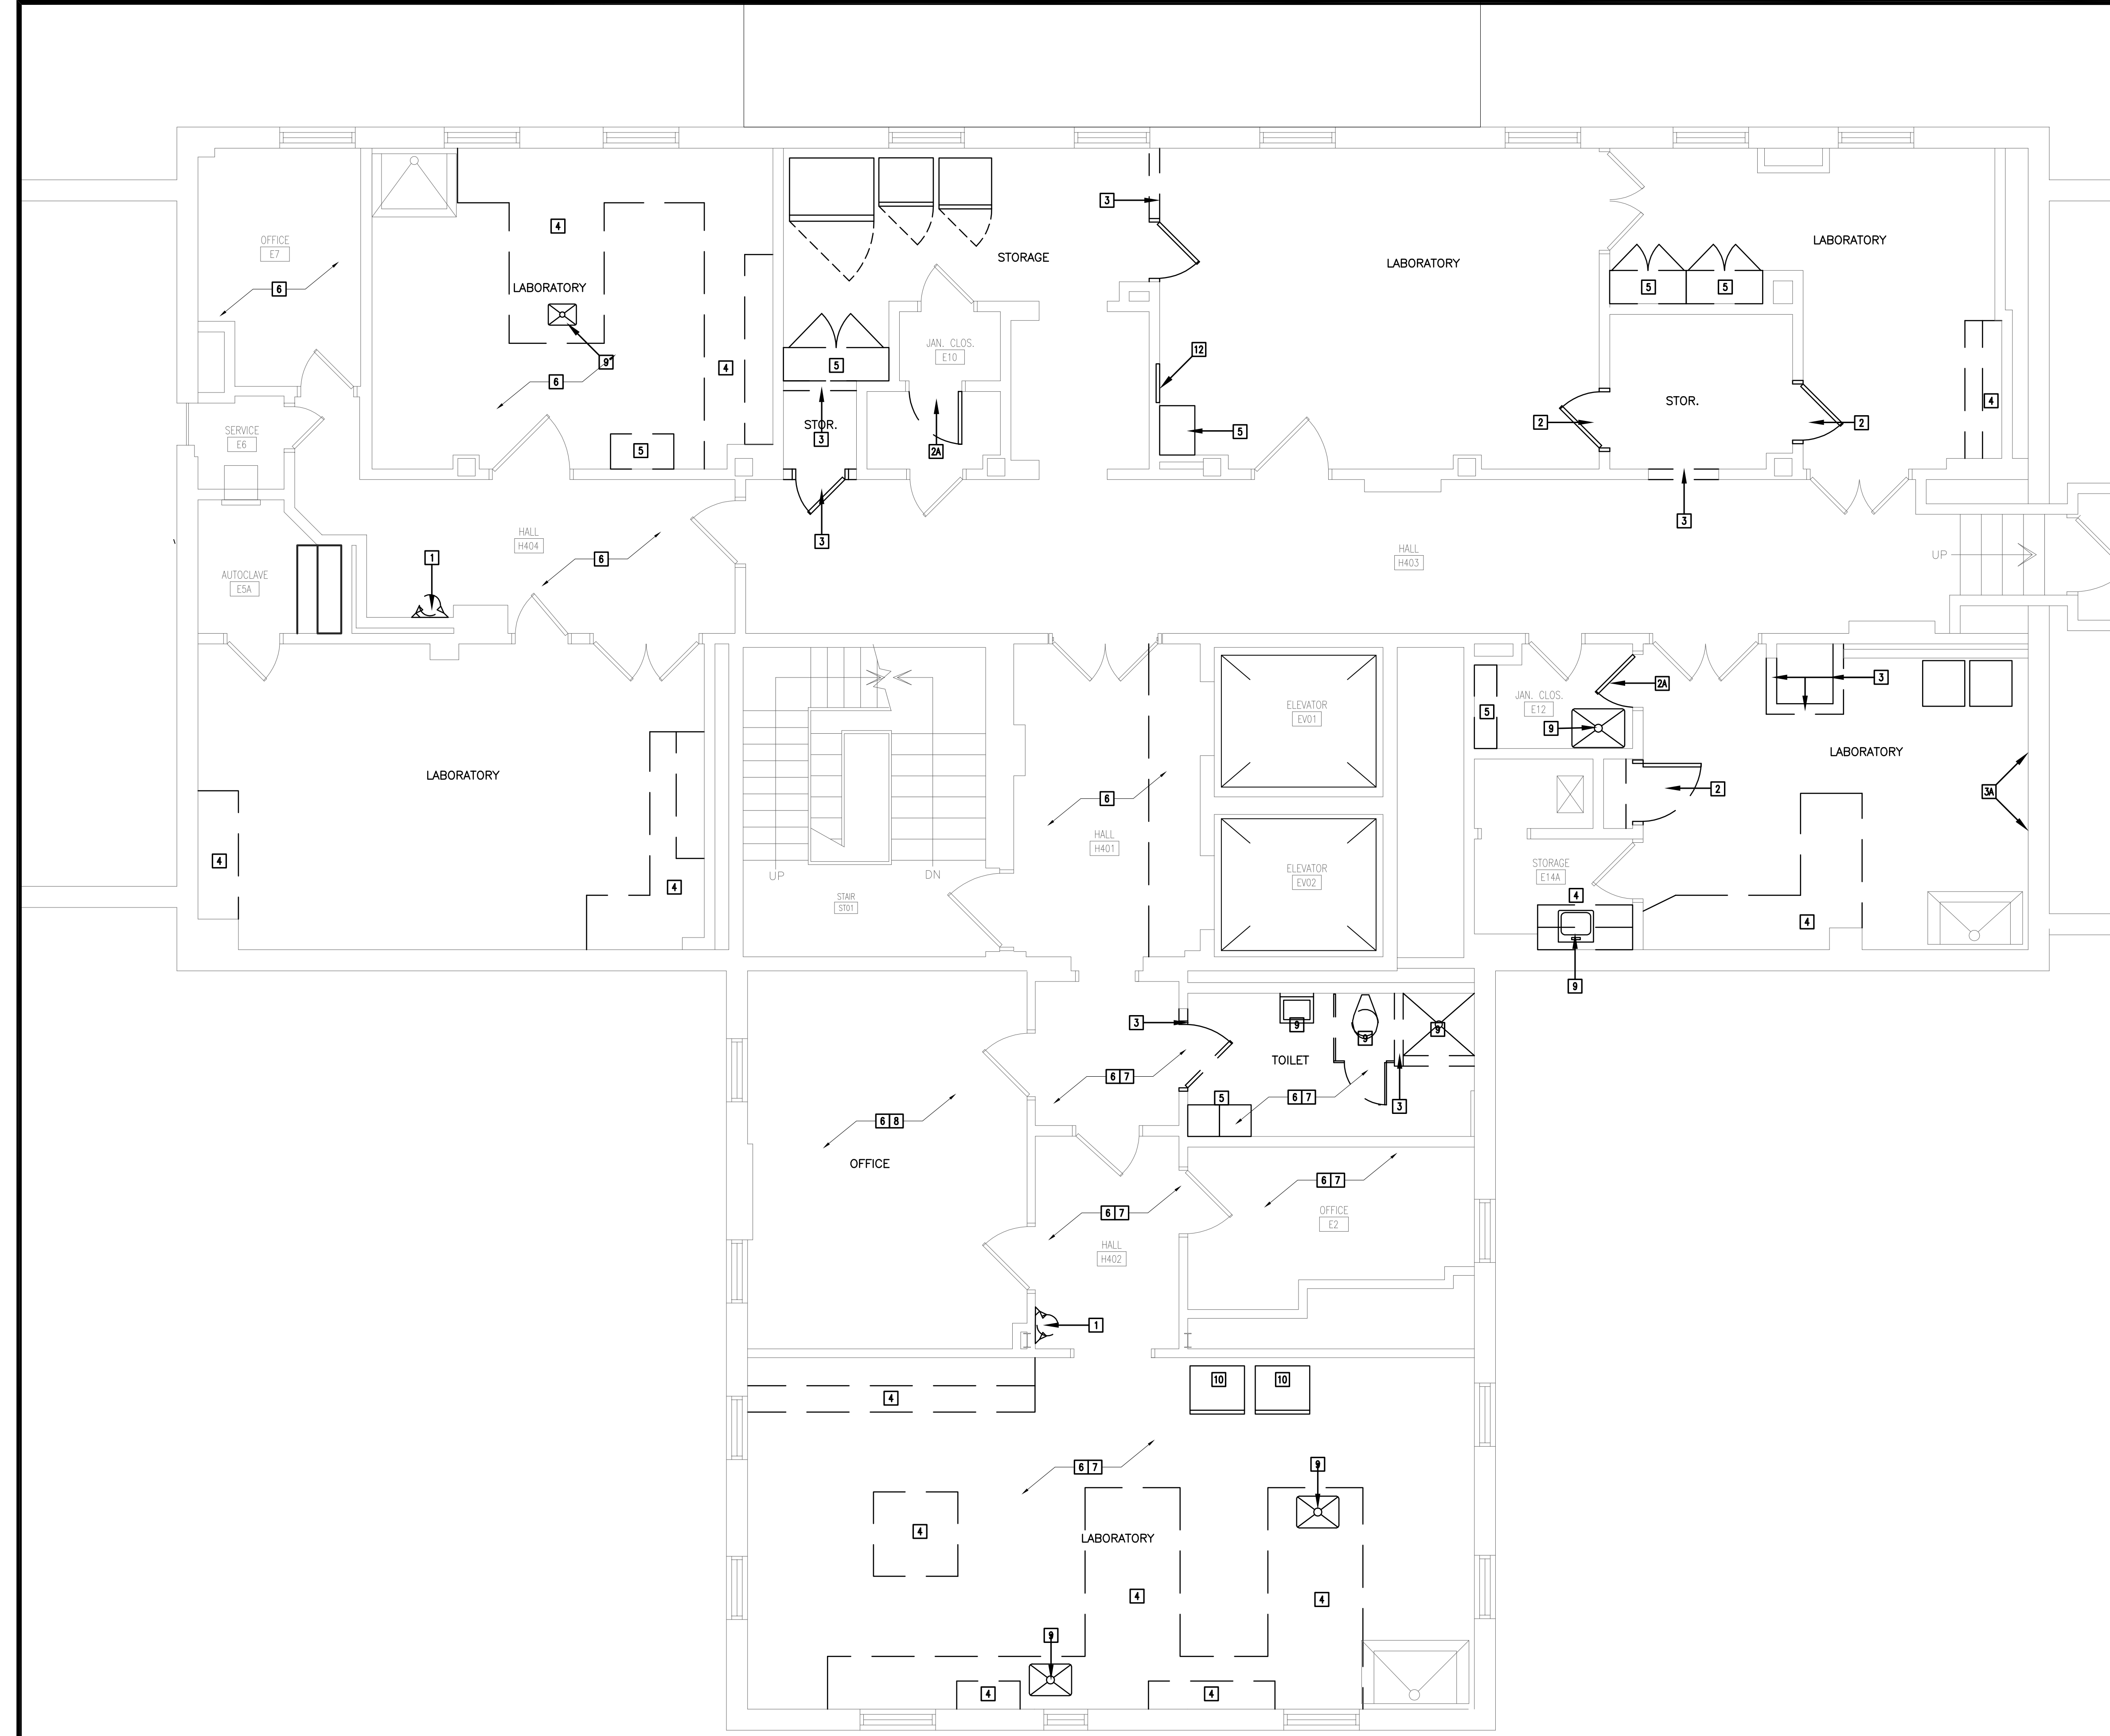 3
4
OFFICE
E7
LABORATORY
STORAGE
LABORATORY
LABORATORY
6
LABORATORY
5
5
9
6
4
5
JAN. CLOS.
E10
12
STOR.
4
SERVICE
E6
5
STOR.
3
2A
5
2
2
HALL
H404
6
3
3
HALL
H403
UP
1
AUTOCLAVE
E5A
ELEVATOR
EV01
5
JAN. CLOS.
E12
2A
9
3
LABORATORY
LABORATORY
6
2
3A
4
4
HALL
H401
UP
DN
STAIR
ST01
ELEVATOR
EV02
STORAGE
E14A
4
4
9
3
9
9
9
TOILET
6 7
5
6 7
3
6 8
OFFICE
6 7
6 7
HALL
H402
OFFICE
E2
1
4
10
10
6 7
9
4
LABORATORY
4
4
9
4
4